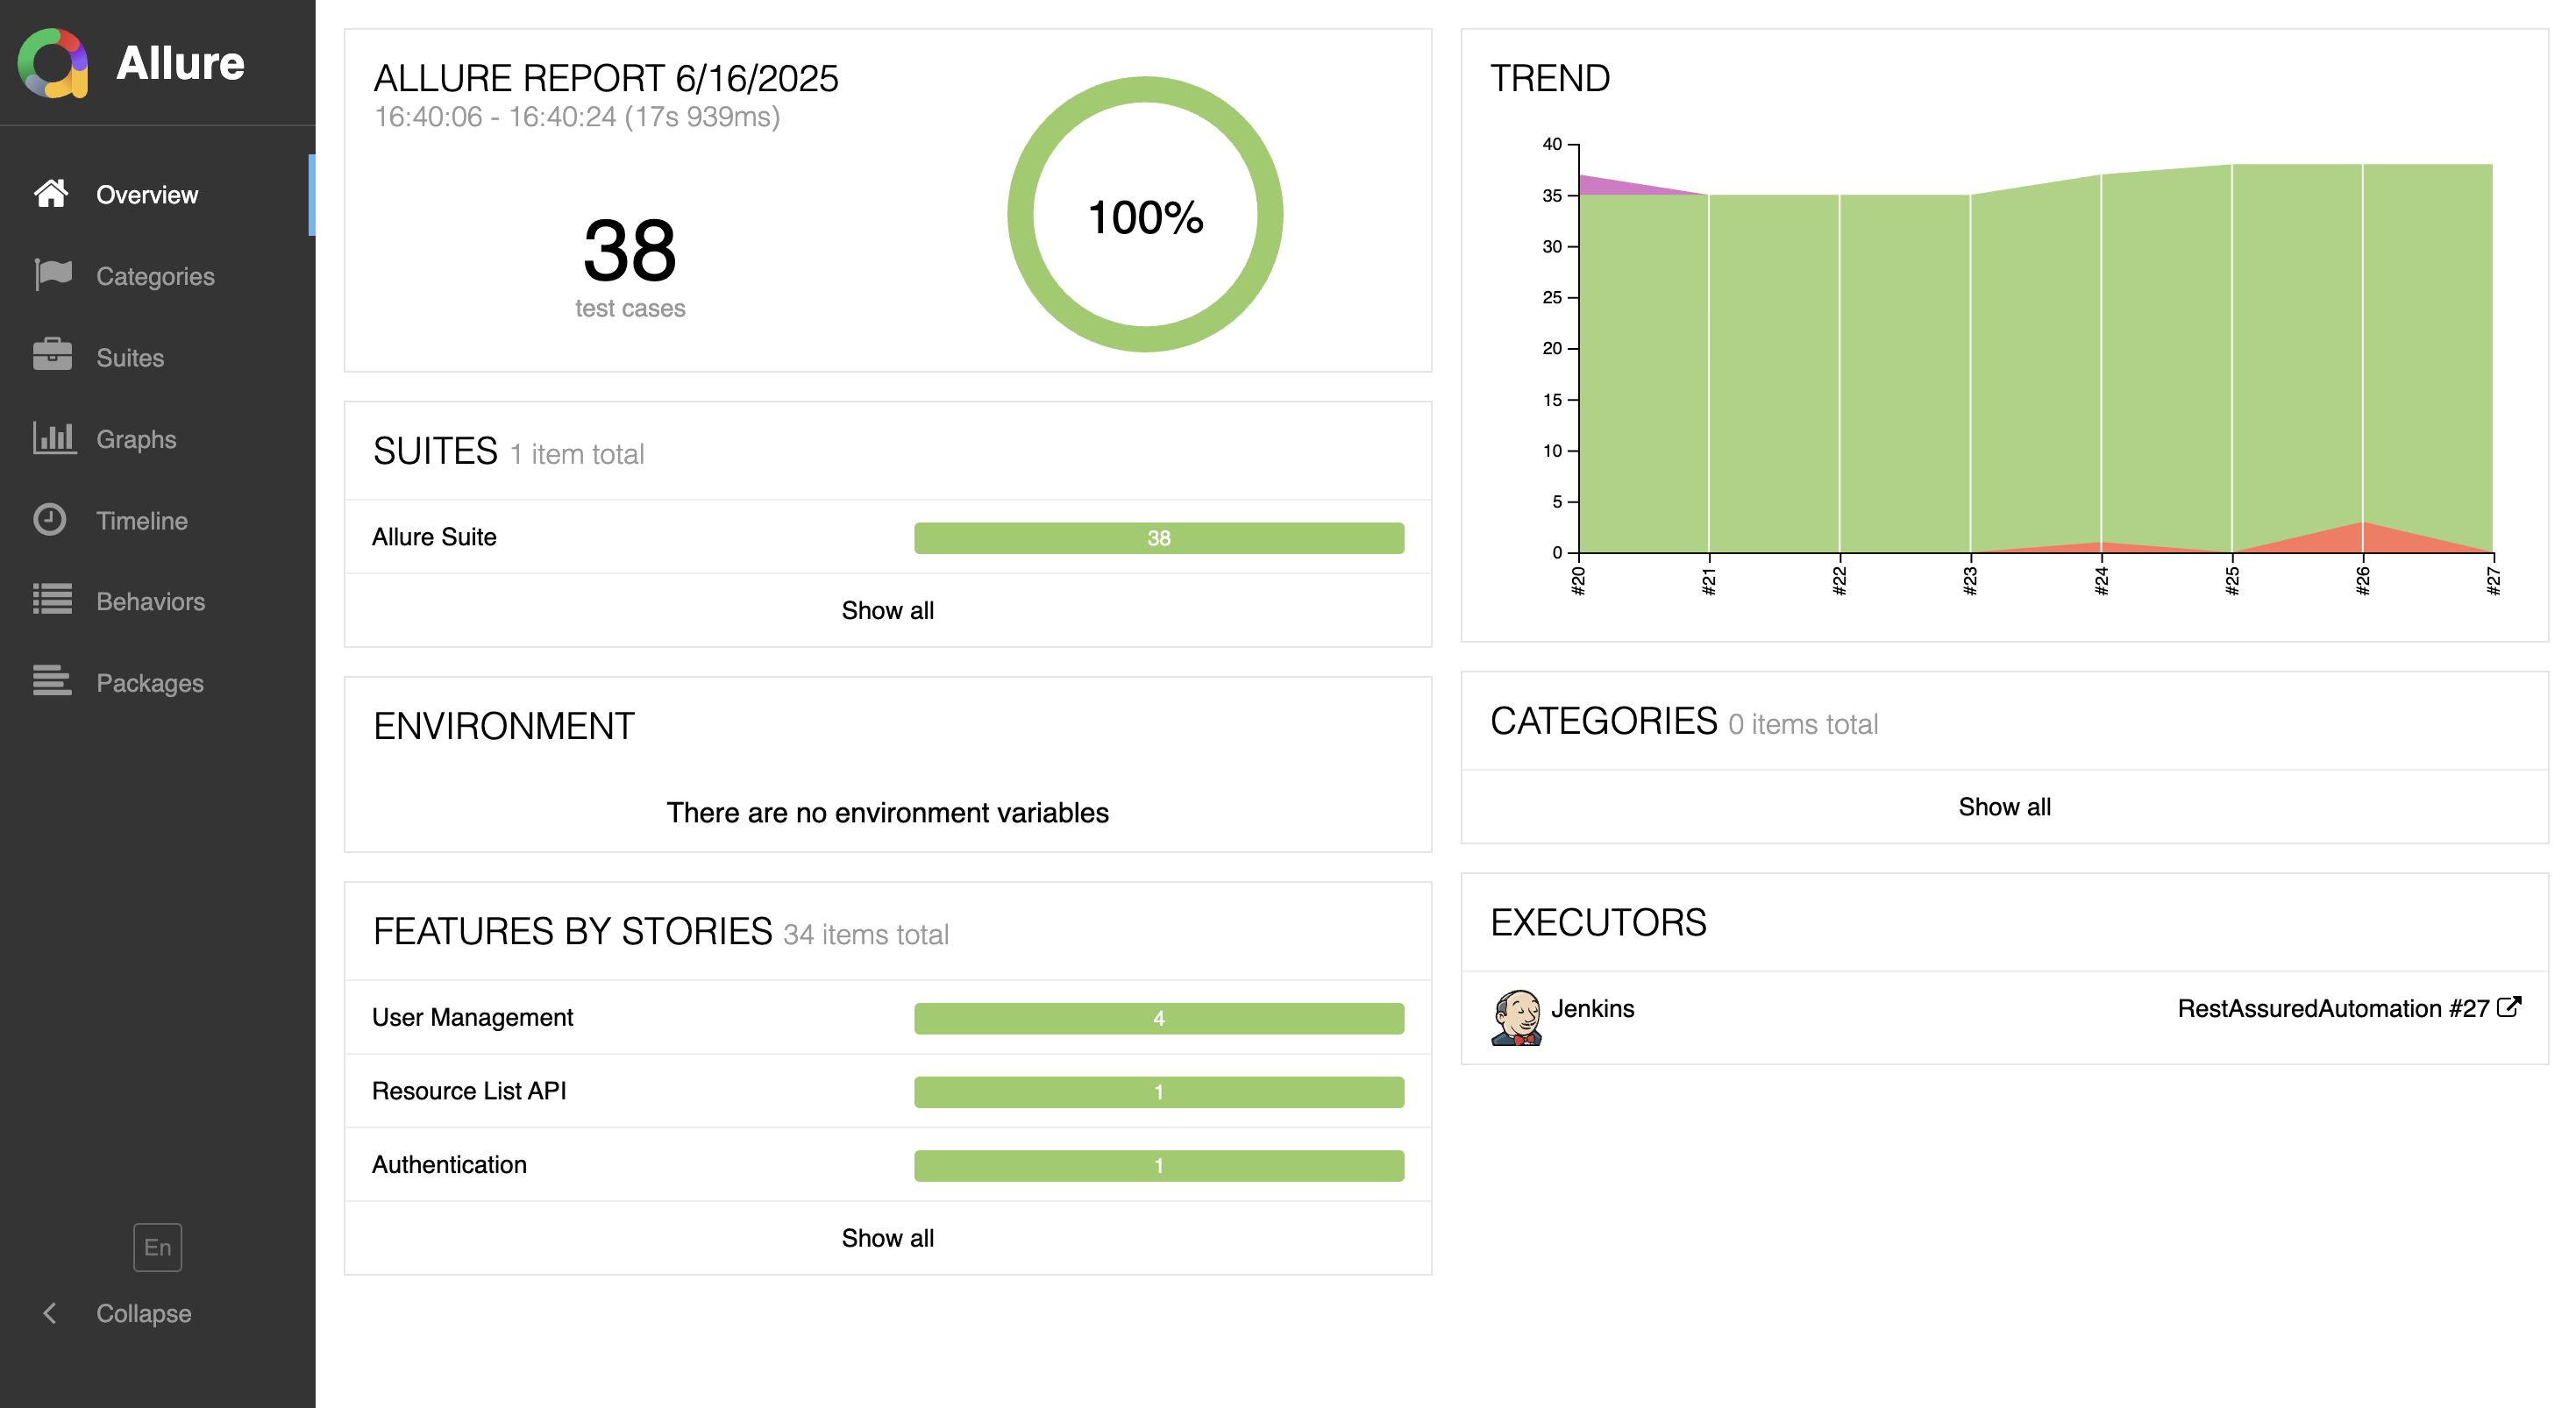 Allure
Overview
Categories
Suites
Graphs
Timeline
Behaviors
Packages
En
Collapse
ALLURE REPORT 6/16/2025
16:40:06 - 16:40:24 (17s 939ms)
38
test cases
100%
SUITES 1 item total
Allure Suite 38
Show all
ENVIRONMENT
There are no environment variables
FEATURES BY STORIES 34 items total
User Management 4
Resource List API 1
Authentication 1
Show all
TREND
40
35
30
25
20
15
10
5
0
#20 #21 #22 #23 #24 #25 #26 #27
CATEGORIES 0 items total
Show all
EXECUTORS
Jenkins RestAssuredAutomation #27